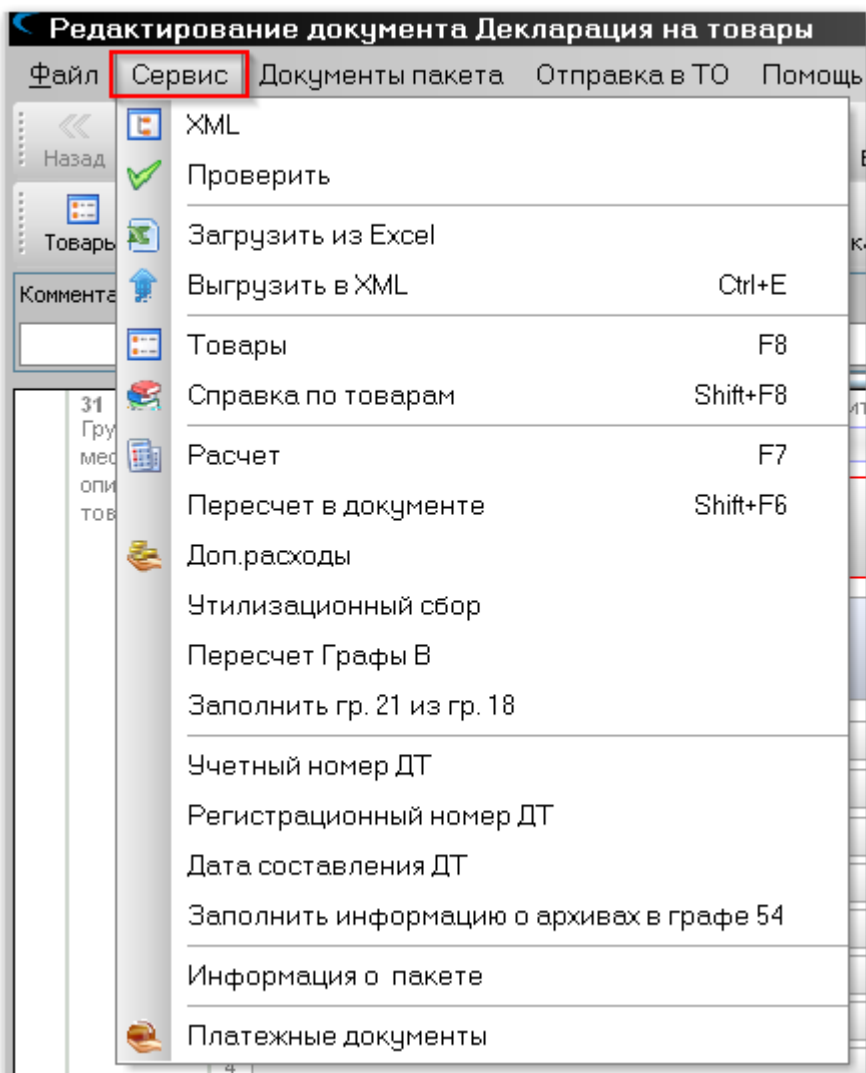 Редактирование документа Декларация на товары
Файл Сервис Документы пакета Отправка в ТО Помощь
XML
Назад
Проверить
Товары
Загрузить из Excel
Выгрузить в XML Ctrl+E
Товары F8
31
Справка по товарам Shift+F8
Расчет F7
Пересчет в документе Shift+F6
Доп.расходы
Утилизационный сбор
Пересчет Графы В
Заполнить гр. 21 из гр. 18
Учетный номер ДТ
Регистрационный номер ДТ
Дата составления ДТ
Заполнить информацию о архивах в графе 54
Информация о пакете
Платежные документы
4